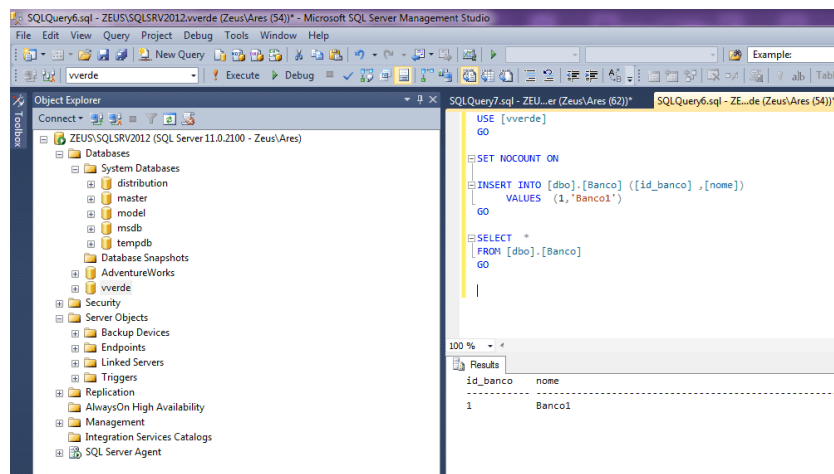 SQLQuery6.sql - ZEUS\SQLSRV2012.vverde (Zeus\Ares (54))* - Microsoft SQL Server Management Studio
File Edit View Query Project Debug Tools Window Help
New Query Example:
vverde Execute Debug
Toolbox
Object Explorer
Connect
ZEUS\SQLSRV2012 (SQL Server 11.0.2100 - Zeus\Ares)
Databases
System Databases
distribution
master
model
msdb
tempdb
Database Snapshots
AdventureWorks
vverde
Security
Server Objects
Backup Devices
Endpoints
Linked Servers
Triggers
Replication
AlwaysOn High Availability
Management
Integration Services Catalogs
SQL Server Agent
SQLQuery7.sql - ZEU...er (Zeus\Ares (62))* SQLQuery6.sql - ZE...de (Zeus\Ares (54))*
USE [vverde]
GO
SET NOCOUNT ON
INSERT INTO [dbo].[Banco] ([id_banco] ,[nome])
VALUES (1,'Banco1')
GO
SELECT *
FROM [dbo].[Banco]
GO
100 %
Results
id_banco nome
----------- --------------------------------------------
1 Banco1